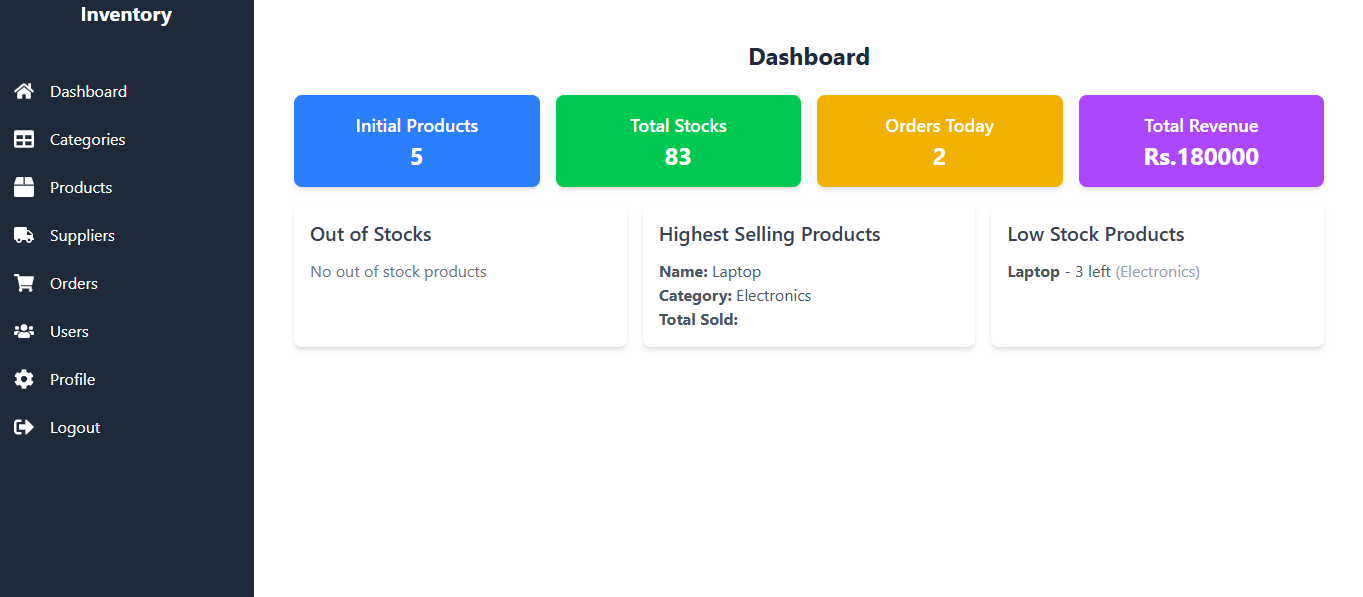 Inventory
Dashboard
Categories
Products
Suppliers
Orders
Users
Profile
Logout
Dashboard
Initial Products
5
Total Stocks
83
Orders Today
2
Total Revenue
Rs.180000
Out of Stocks
No out of stock products
Highest Selling Products
Name: Laptop
Category: Electronics
Total Sold:
Low Stock Products
Laptop - 3 left (Electronics)